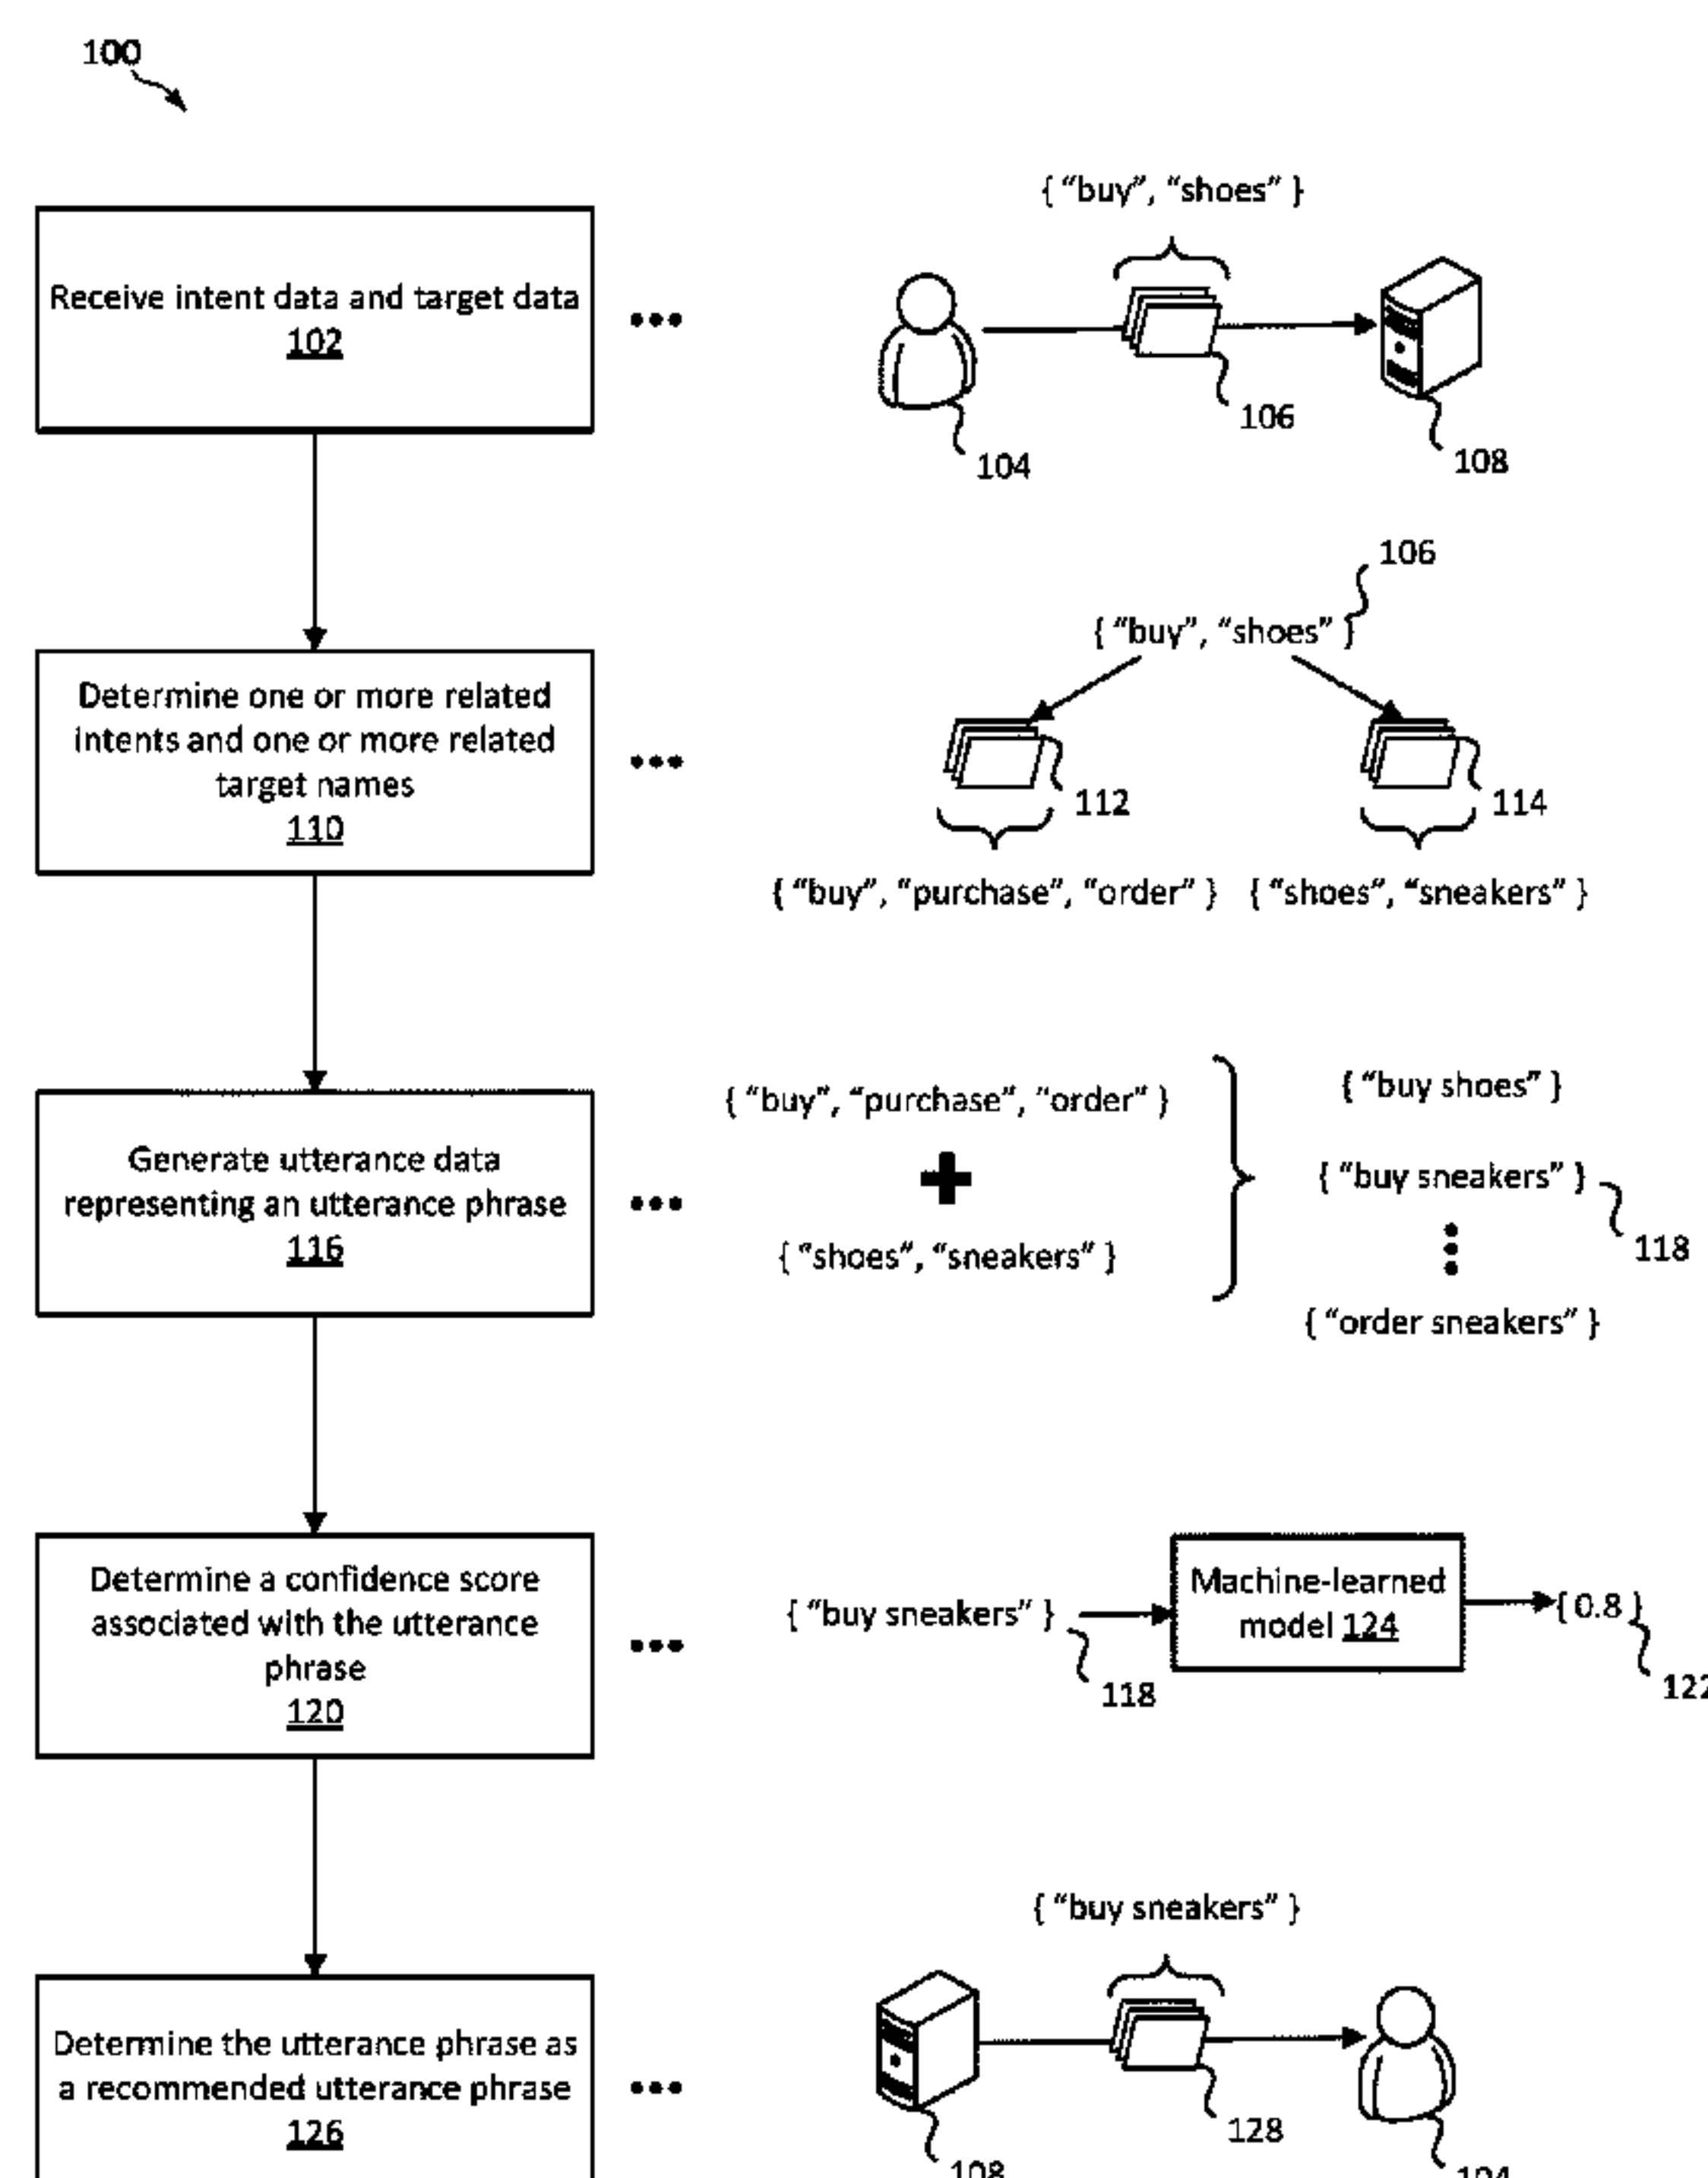 100
{ “buy”, “shoes” }
Receive intent data and target data
102
106
104
108
106
{ “buy”, “shoes” }
Determine one or more related
intents and one or more related
target names
110
112
114
{ “buy”, “purchase”, “order” } { “shoes”, “sneakers” }
{ “buy”, “purchase”, “order” }
{ “buy shoes” }
Generate utterance data
representing an utterance phrase
116
{ “buy sneakers” }
118
{ “shoes”, “sneakers” }
{ “order sneakers” }
Determine a confidence score
associated with the utterance
phrase
120
{ “buy sneakers” }
118
Machine-learned
model 124
{ 0.8 }
122
{ “buy sneakers” }
Determine the utterance phrase as
a recommended utterance phrase
126
128
108
104